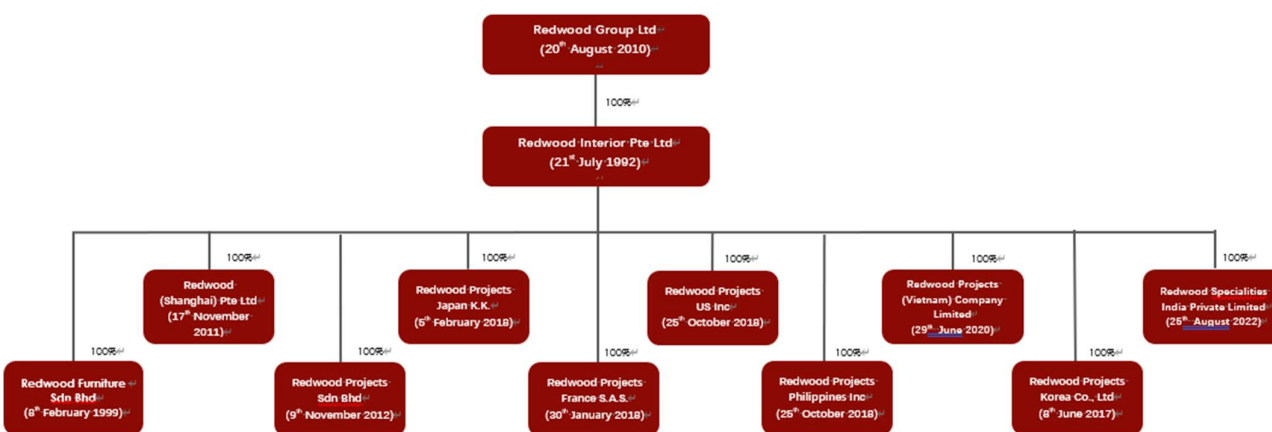 Redwood Group Ltd
(20th August 2010)
100%
Redwood Interior Pte Ltd
(21st July 1992)
100%
Redwood
(Shanghai) Pte Ltd
(17th November
2011)
100%
Redwood Projects
Japan K.K.
(5th February 2018)
100%
Redwood Projects
US Inc
(25th October 2018)
100%
Redwood Projects
(Vietnam) Company
Limited
(29th June 2020)
100%
Redwood Specialities
India Private Limited
(25th August 2022)
100%
Redwood Furniture
Sdn Bhd
(8th February 1999)
100%
Redwood Projects
Sdn Bhd
(9th November 2012)
100%
Redwood Projects
France S.A.S.
(30th January 2018)
100%
Redwood Projects
Philippines Inc
(25th October 2018)
100%
Redwood Projects
Korea Co., Ltd
(8th June 2017)